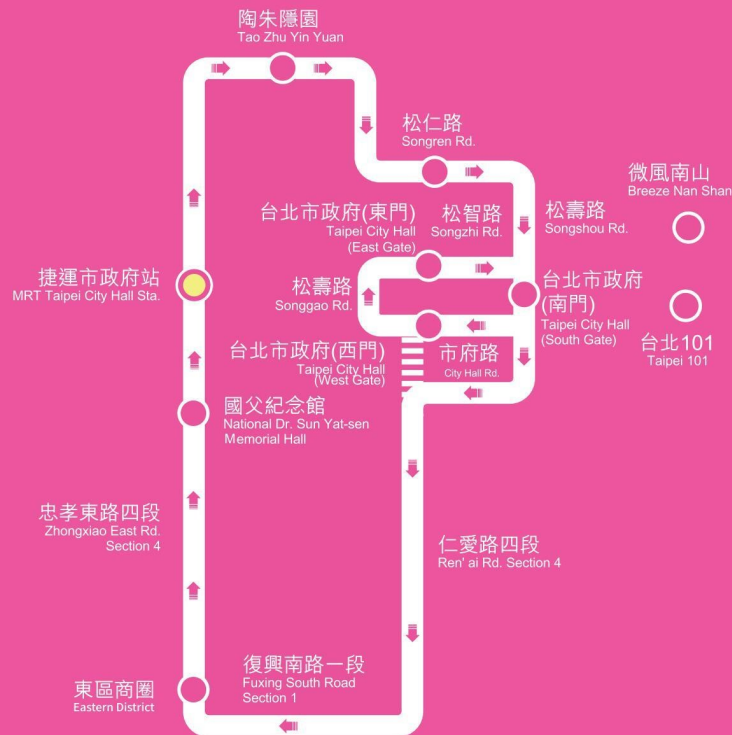 陶朱隱園
Tao Zhu Yin Yuan
松仁路
Songren Rd.
微風南山
Breeze Nan Shan
台北市政府(東門)
Taipei City Hall
(East Gate)
松智路
Songzhi Rd.
松壽路
Songshou Rd.
捷運市政府站
MRT Taipei City Hall Sta.
松壽路
Songgao Rd.
台北市政府
(南門)
Taipei City Hall
(South Gate)
台北101
Taipei 101
台北市政府(西門)
Taipei City Hall
(West Gate)
市府路
City Hall Rd.
國父紀念館
National Dr. Sun Yat-sen
Memorial Hall
忠孝東路四段
Zhongxiao East Rd.
Section 4
仁愛路四段
Ren' ai Rd. Section 4
東區商圈
Eastern District
復興南路一段
Fuxing South Road
Section 1